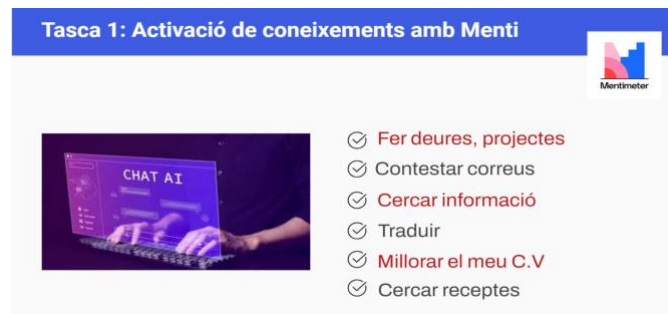 Tasca 1: Activació de coneixements amb Menti
Mentimeter
CHAT AI
Fer deures, projectes
Contestar correus
Cercar informació
Traduir
Millorar el meu C.V
Cercar receptes